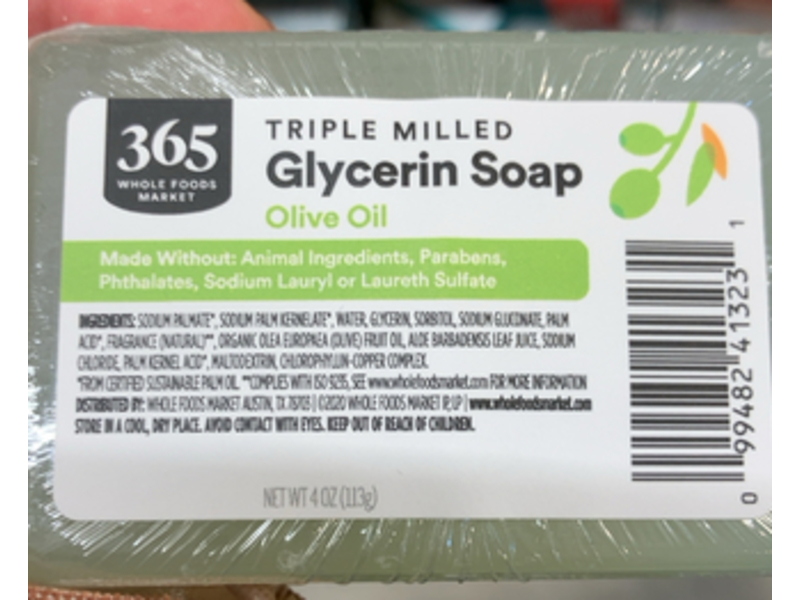 365
WHOLE FOODS
MARKET
TRIPLE MILLED
Glycerin Soap
Olive Oil
Made Without: Animal Ingredients, Parabens,
Phthalates, Sodium Lauryl or Laureth Sulfate
INGREDIENTS: SODIUM PALMATE*, SODIUM PALM KERNELATE*, WATER, GLYCERIN, SORBITOL, SODIUM GLUCONATE, PALM
ACID*, FRAGRANCE (NATURAL)**, ORGANIC OLEA EUROPAEA (OLIVE) FRUIT OIL, ALOE BARBADENSIS LEAF JUICE, SODIUM
CHLORIDE, PALM KERNEL ACID*, MALTODEXTRIN, CHLOROPHYLLIN-COPPER COMPLEX.
*FROM CERTIFIED SUSTAINABLE PALM OIL. **COMPLIES WITH ISO 9235, SEE www.wholefoodsmarket.com FOR MORE INFORMATION
DISTRIBUTED BY: WHOLE FOODS MARKET AUSTIN, TX 78703 | ©2020 WHOLE FOODS MARKET IP, LP | www.wholefoodsmarket.com
STORE IN A COOL, DRY PLACE. AVOID CONTACT WITH EYES. KEEP OUT OF REACH OF CHILDREN.
NET WT 4 OZ (113g)
0 99482 41323 1